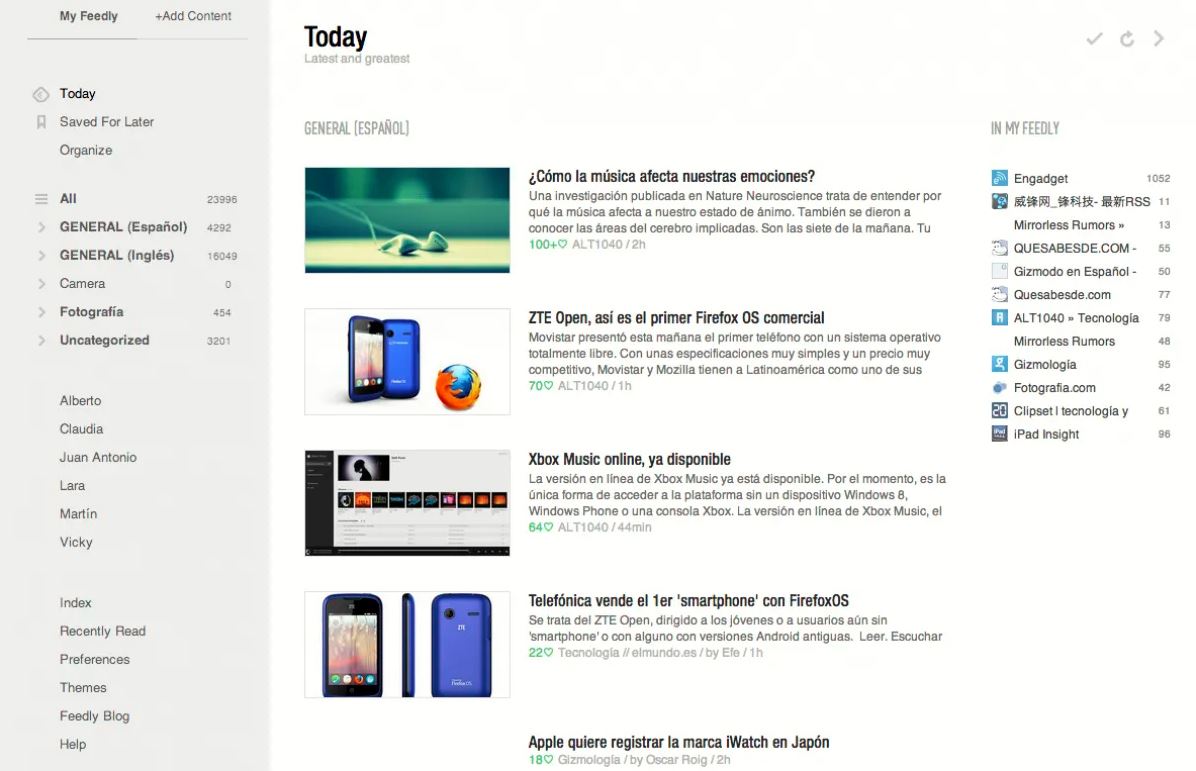 My Feedly
+Add Content
Today
Saved For Later
Organize
All 23996
GENERAL (Español) 4292
GENERAL (Inglés) 16049
Camera 0
Fotografía 454
Uncategorized 3201
Alberto
Claudia
Juan Antonio
Lara
Martín
Vicky
Index
Recently Read
Preferences
Themes
Feedly Blog
Help
Today
Latest and greatest
GENERAL (ESPAÑOL)
¿Cómo la música afecta nuestras emociones?
Una investigación publicada en Nature Neuroscience trata de entender por
qué la música afecta a nuestro estado de ánimo. También se dieron a
conocer las áreas del cerebro implicadas. Son las siete de la mañana. Tu
100+♡ ALT1040 / 2h
ZTE Open, así es el primer Firefox OS comercial
Movistar presentó esta mañana el primer teléfono con un sistema operativo
totalmente libre. Con unas especificaciones muy simples y un precio muy
competitivo, Movistar y Mozilla tienen a Latinoamérica como uno de sus
70♡ ALT1040 / 1h
Xbox Music online, ya disponible
La versión en línea de Xbox Music ya está disponible. Por el momento, es la
única forma de acceder a la plataforma sin un dispositivo Windows 8,
Windows Phone o una consola Xbox. La versión en línea de Xbox Music, el
64♡ ALT1040 / 44min
ZTE
Firefox OS
Telefónica vende el 1er 'smartphone' con FirefoxOS
Se trata del ZTE Open, dirigido a los jóvenes o a usuarios aún sin
'smartphone' o con alguno con versiones Android antiguas. Leer. Escuchar
22♡ Tecnología // elmundo.es / by Efe / 1h
Apple quiere registrar la marca iWatch en Japón
18♡ Gizmología / by Oscar Roig / 2h
IN MY FEEDLY
Engadget 1052
威锋网_锋科技- 最新RSS 11
Mirrorless Rumors » 13
QUESABESDE.COM - 55
Gizmodo en Español - 50
Quesabesde.com 77
ALT1040 » Tecnología 79
Mirrorless Rumors 48
Gizmología 95
Fotografia.com 42
20 Clipset | tecnología y 61
iPad Insight 96